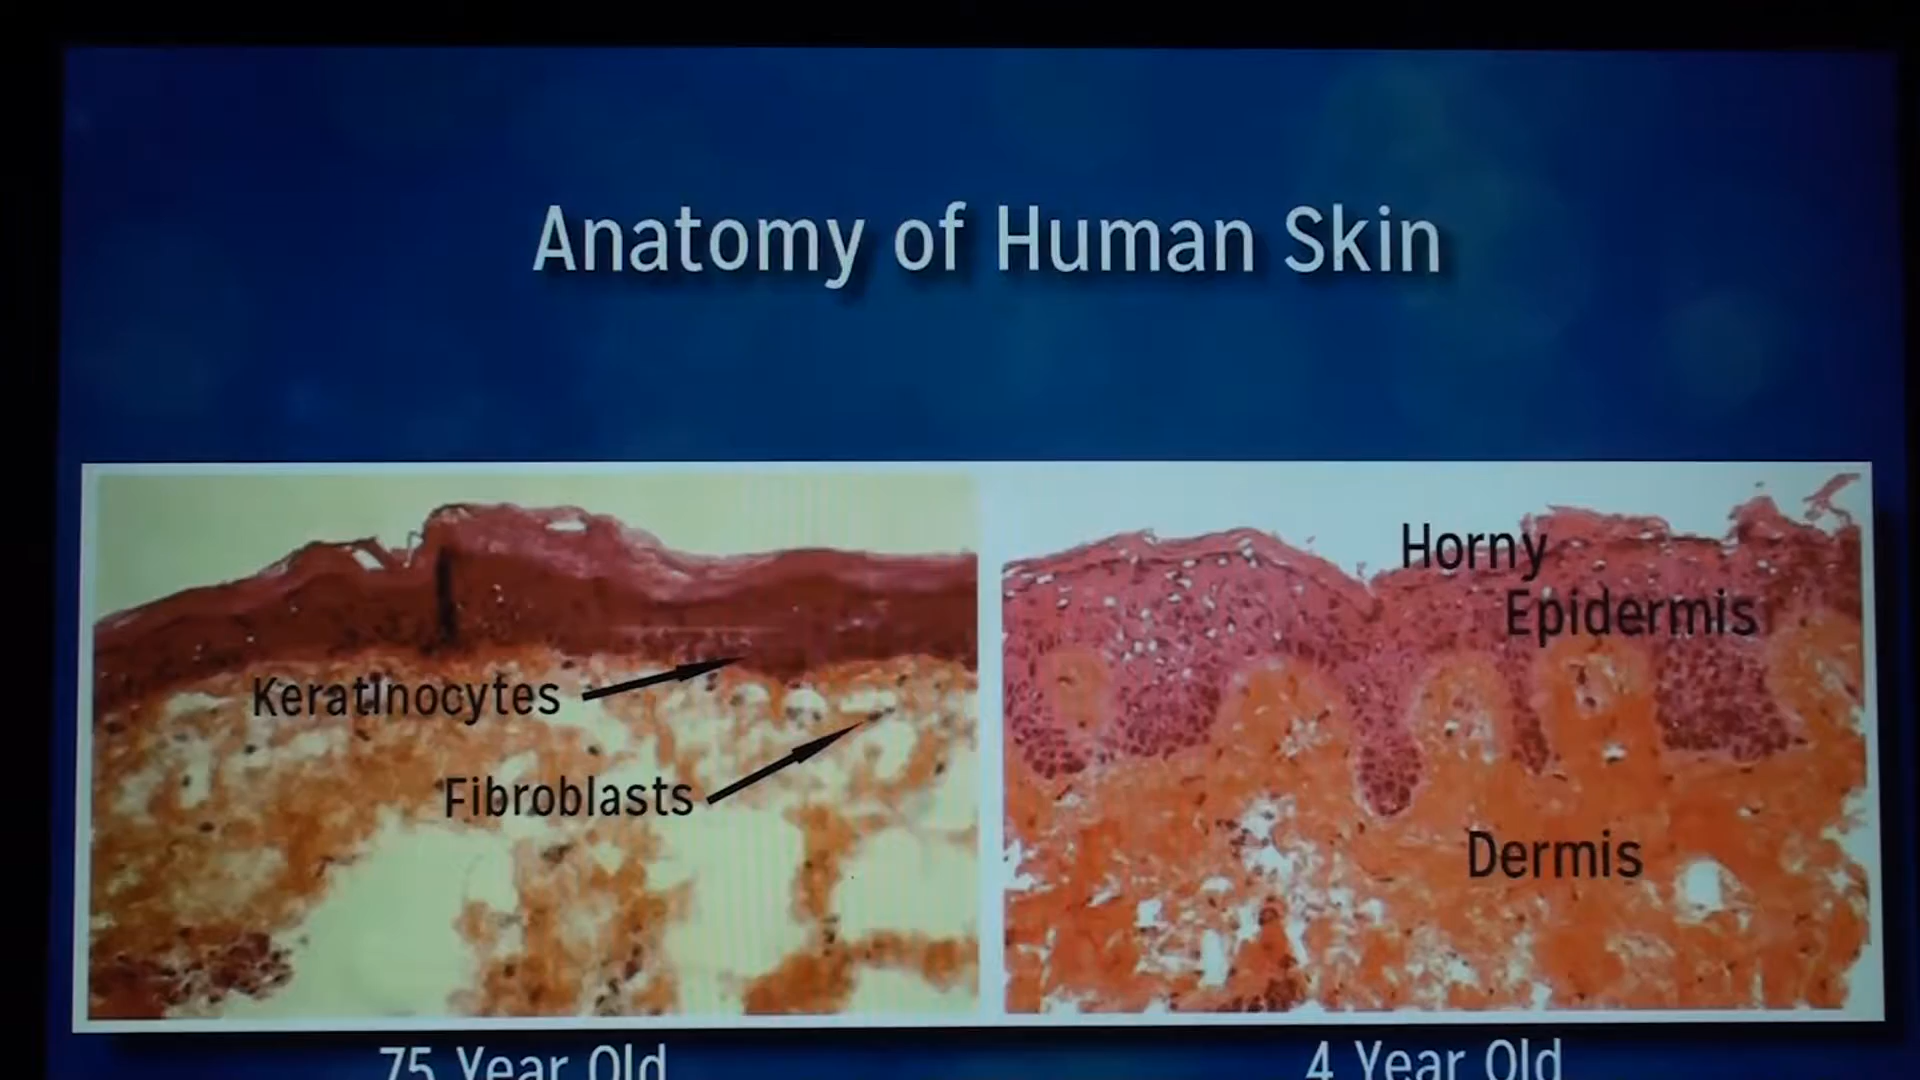 Anatomy of Human Skin
Keratinocytes
Fibroblasts
Horny
Epidermis
Dermis
75 Year Old
4 Year Old